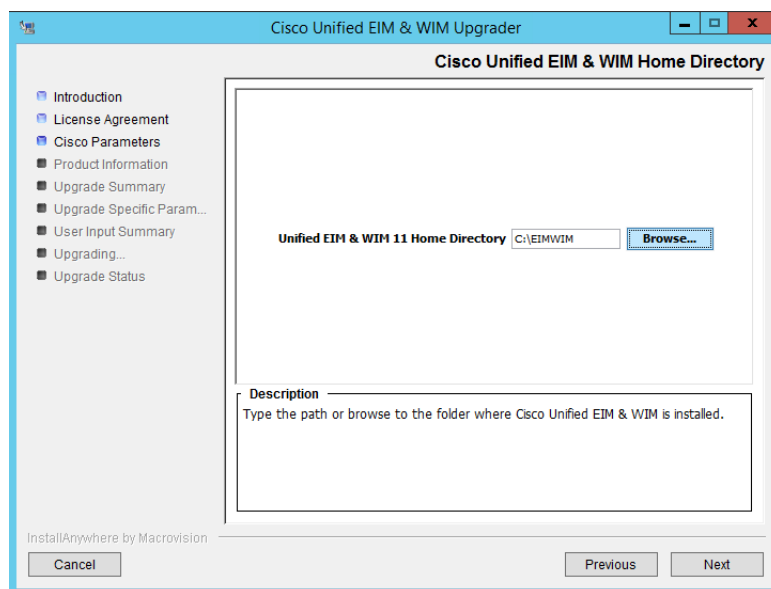 Cisco Unified EIM & WIM Upgrader
Cisco Unified EIM & WIM Home Directory
Introduction
License Agreement
Cisco Parameters
Product Information
Upgrade Summary
Upgrade Specific Param...
User Input Summary
Upgrading...
Upgrade Status
Unified EIM & WIM 11 Home Directory C:\EIMWIM Browse...
Description
Type the path or browse to the folder where Cisco Unified EIM & WIM is installed.
InstallAnywhere by Macrovision
Cancel Previous Next